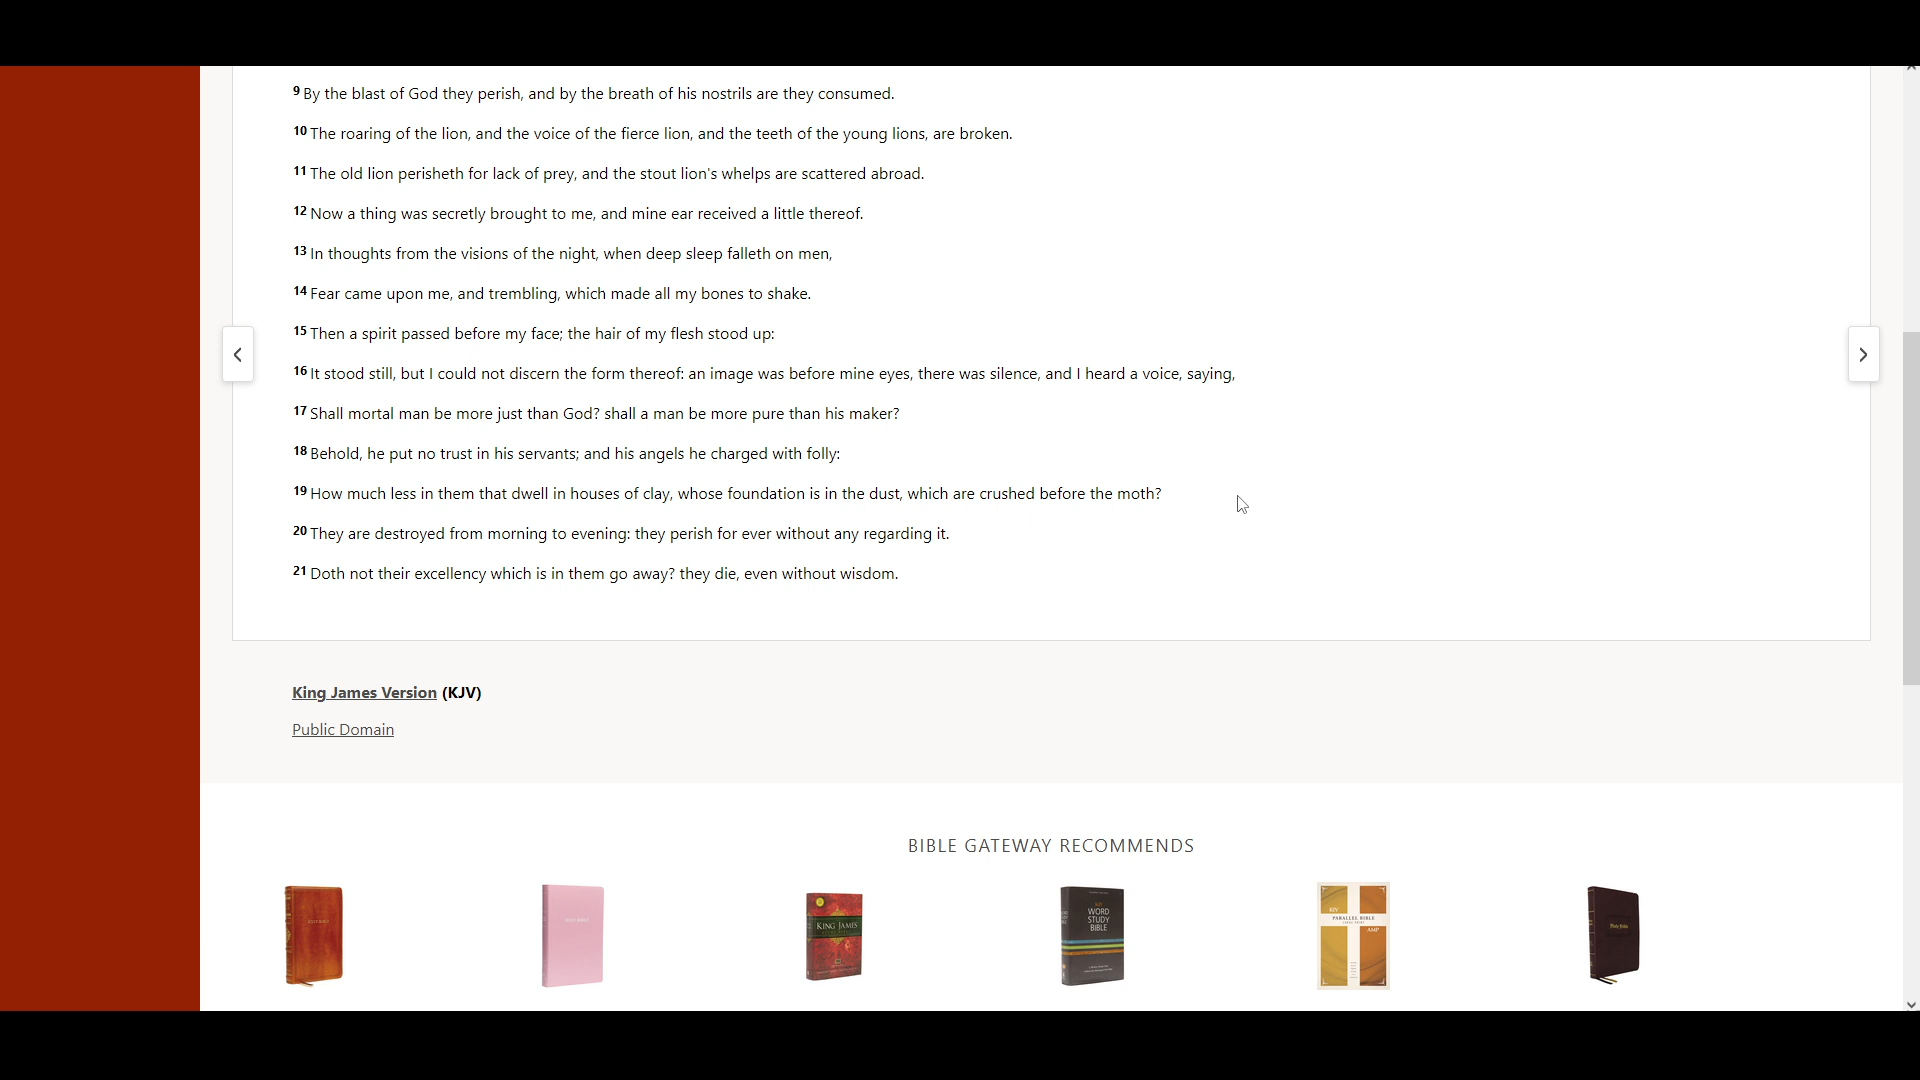 9 By the blast of God they perish, and by the breath of his nostrils are they consumed.
10 The roaring of the lion, and the voice of the fierce lion, and the teeth of the young lions, are broken.
11 The old lion perisheth for lack of prey, and the stout lion's whelps are scattered abroad.
12 Now a thing was secretly brought to me, and mine ear received a little thereof.
13 In thoughts from the visions of the night, when deep sleep falleth on men,
14 Fear came upon me, and trembling, which made all my bones to shake.
15 Then a spirit passed before my face; the hair of my flesh stood up:
16 It stood still, but I could not discern the form thereof: an image was before mine eyes, there was silence, and I heard a voice, saying,
17 Shall mortal man be more just than God? shall a man be more pure than his maker?
18 Behold, he put no trust in his servants; and his angels he charged with folly:
19 How much less in them that dwell in houses of clay, whose foundation is in the dust, which are crushed before the moth?
20 They are destroyed from morning to evening: they perish for ever without any regarding it.
21 Doth not their excellency which is in them go away? they die, even without wisdom.
King James Version (KJV)
Public Domain
BIBLE GATEWAY RECOMMENDS
HOLY BIBLE
HOLY BIBLE
KING JAMES
KJV
WORD
STUDY
BIBLE
KJV
PARALLEL BIBLE
LARGE PRINT
AMP
Holy Bible